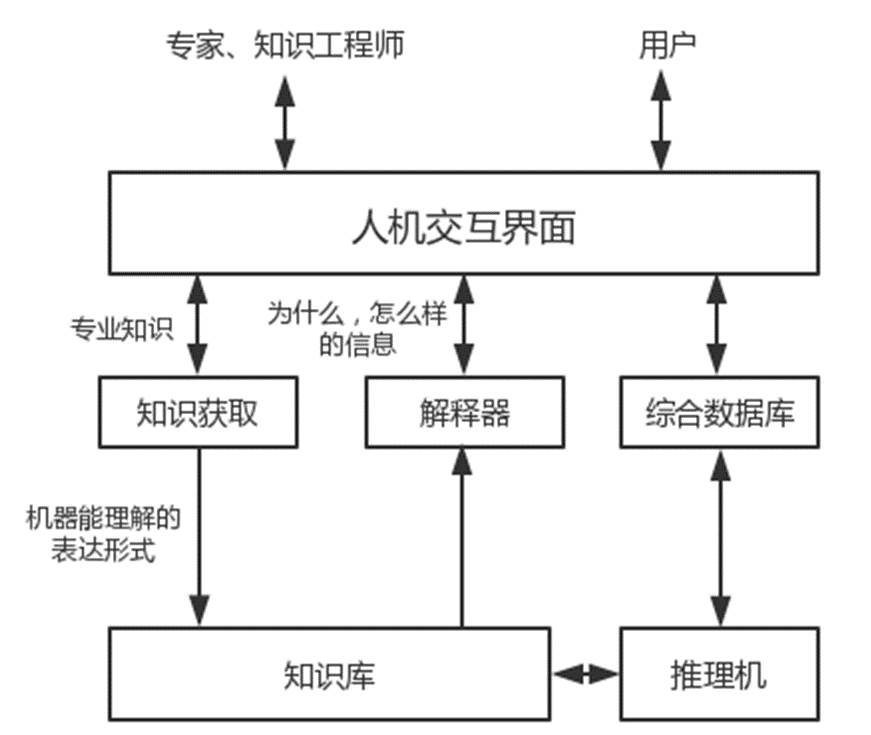 专家、知识工程师
用户
人机交互界面
专业知识
为什么，怎么样
的信息
知识获取
解释器
综合数据库
机器能理解的
表达形式
知识库
推理机